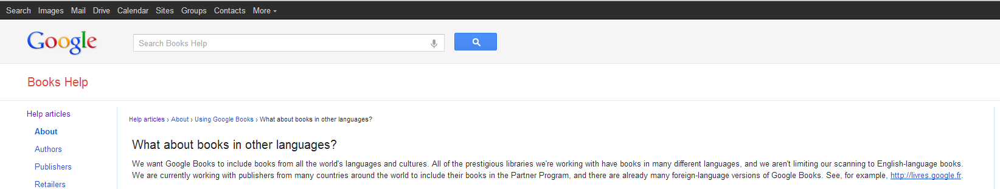 Search Images Mail Drive Calendar Sites Groups Contacts More
Google
Search Books Help
Books Help
Help articles
About
Authors
Publishers
Retailers
Help articles › About › Using Google Books › What about books in other languages?
What about books in other languages?
We want Google Books to include books from all the world's languages and cultures. All of the prestigious libraries we're working with have books in many different languages, and we aren't limiting our scanning to English-language books.
We are currently working with publishers from many countries around the world to include their books in the Partner Program, and there are already many foreign-language versions of Google Books. See, for example, http://livres.google.fr.